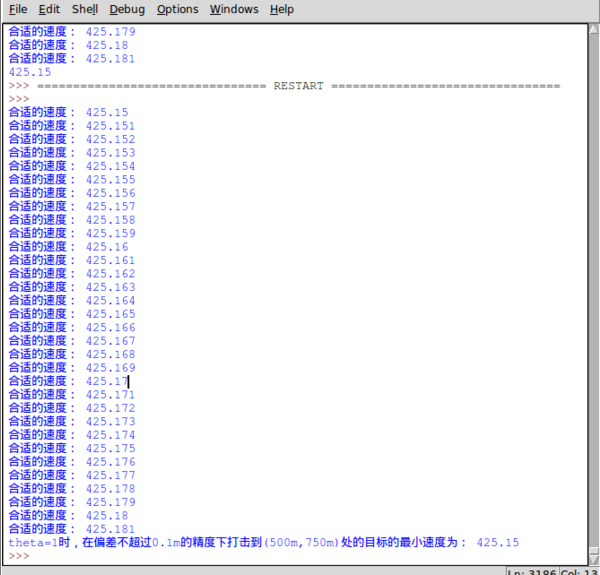 File Edit Shell Debug Options Windows Help
合适的速度： 425.179
合适的速度： 425.18
合适的速度： 425.181
425.15
>>> ================================ RESTART ================================
>>>
合适的速度： 425.15
合适的速度： 425.151
合适的速度： 425.152
合适的速度： 425.153
合适的速度： 425.154
合适的速度： 425.155
合适的速度： 425.156
合适的速度： 425.157
合适的速度： 425.158
合适的速度： 425.159
合适的速度： 425.16
合适的速度： 425.161
合适的速度： 425.162
合适的速度： 425.163
合适的速度： 425.164
合适的速度： 425.165
合适的速度： 425.166
合适的速度： 425.167
合适的速度： 425.168
合适的速度： 425.169
合适的速度： 425.17
合适的速度： 425.171
合适的速度： 425.172
合适的速度： 425.173
合适的速度： 425.174
合适的速度： 425.175
合适的速度： 425.176
合适的速度： 425.177
合适的速度： 425.178
合适的速度： 425.179
合适的速度： 425.18
合适的速度： 425.181
theta=1时，在偏差不超过0.1m的精度下打击到(500m,750m)处的目标的最小速度为： 425.15
>>>
Ln: 3186 Col: 13